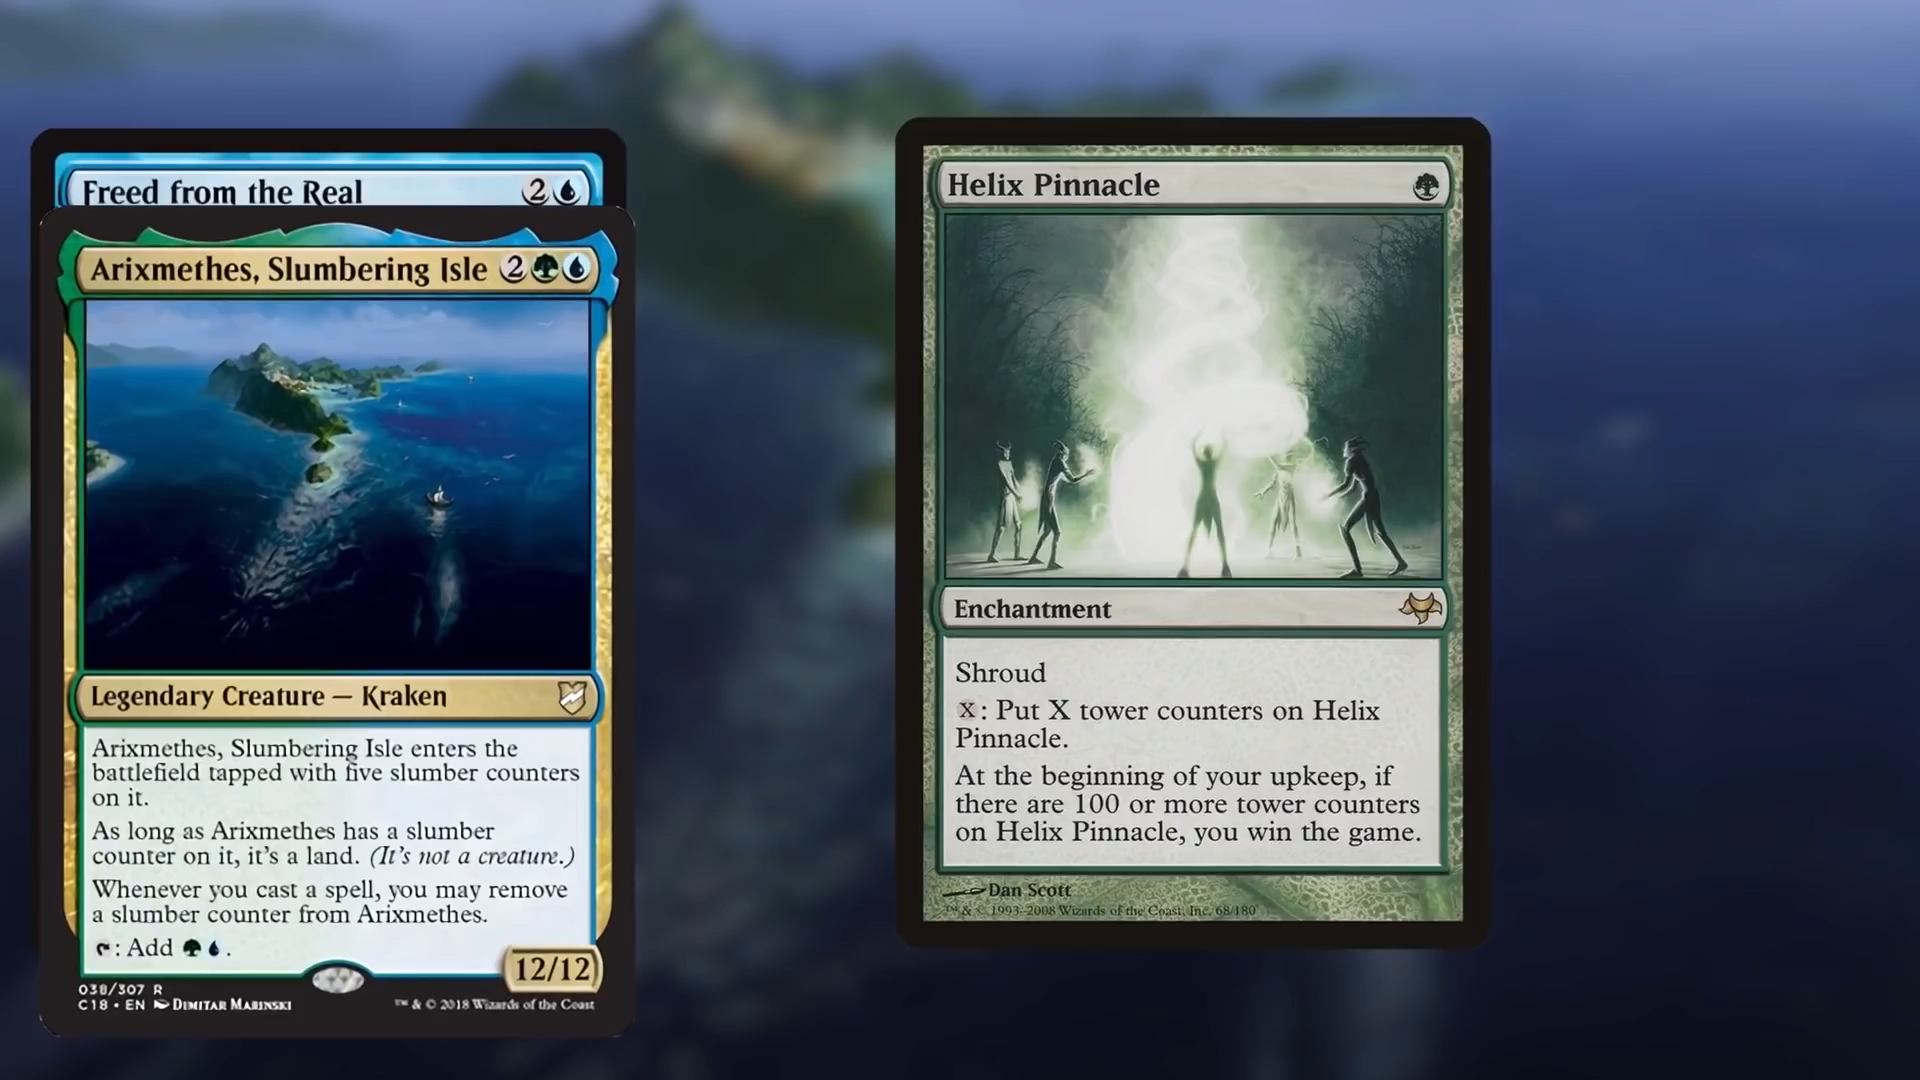 Freed from the Real 2
Arixmethes, Slumbering Isle 2
Legendary Creature — Kraken
Arixmethes, Slumbering Isle enters the
battlefield tapped with five slumber counters
on it.
As long as Arixmethes has a slumber
counter on it, it's a land. (It's not a creature.)
Whenever you cast a spell, you may remove
a slumber counter from Arixmethes.
: Add .
12/12
038/307 R
C18 • EN Dimitar Marinski
™ & © 2018 Wizards of the Coast
Helix Pinnacle
Enchantment
Shroud
X: Put X tower counters on Helix
Pinnacle.
At the beginning of your upkeep, if
there are 100 or more tower counters
on Helix Pinnacle, you win the game.
Dan Scott
™ & © 1993-2008 Wizards of the Coast, Inc. 68/180